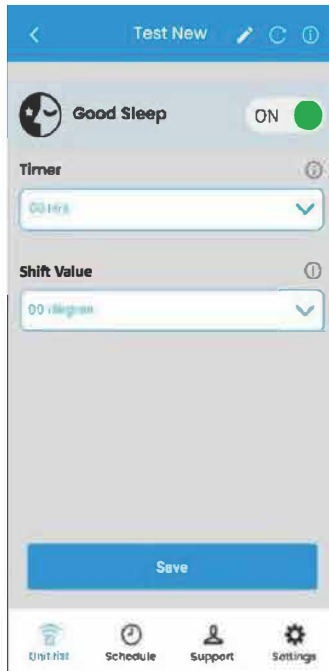 Test New
Good Sleep
ON
Timer
00 Hrs
Shift Value
00 degree
Save
Unit list
Schedule
Support
Settings